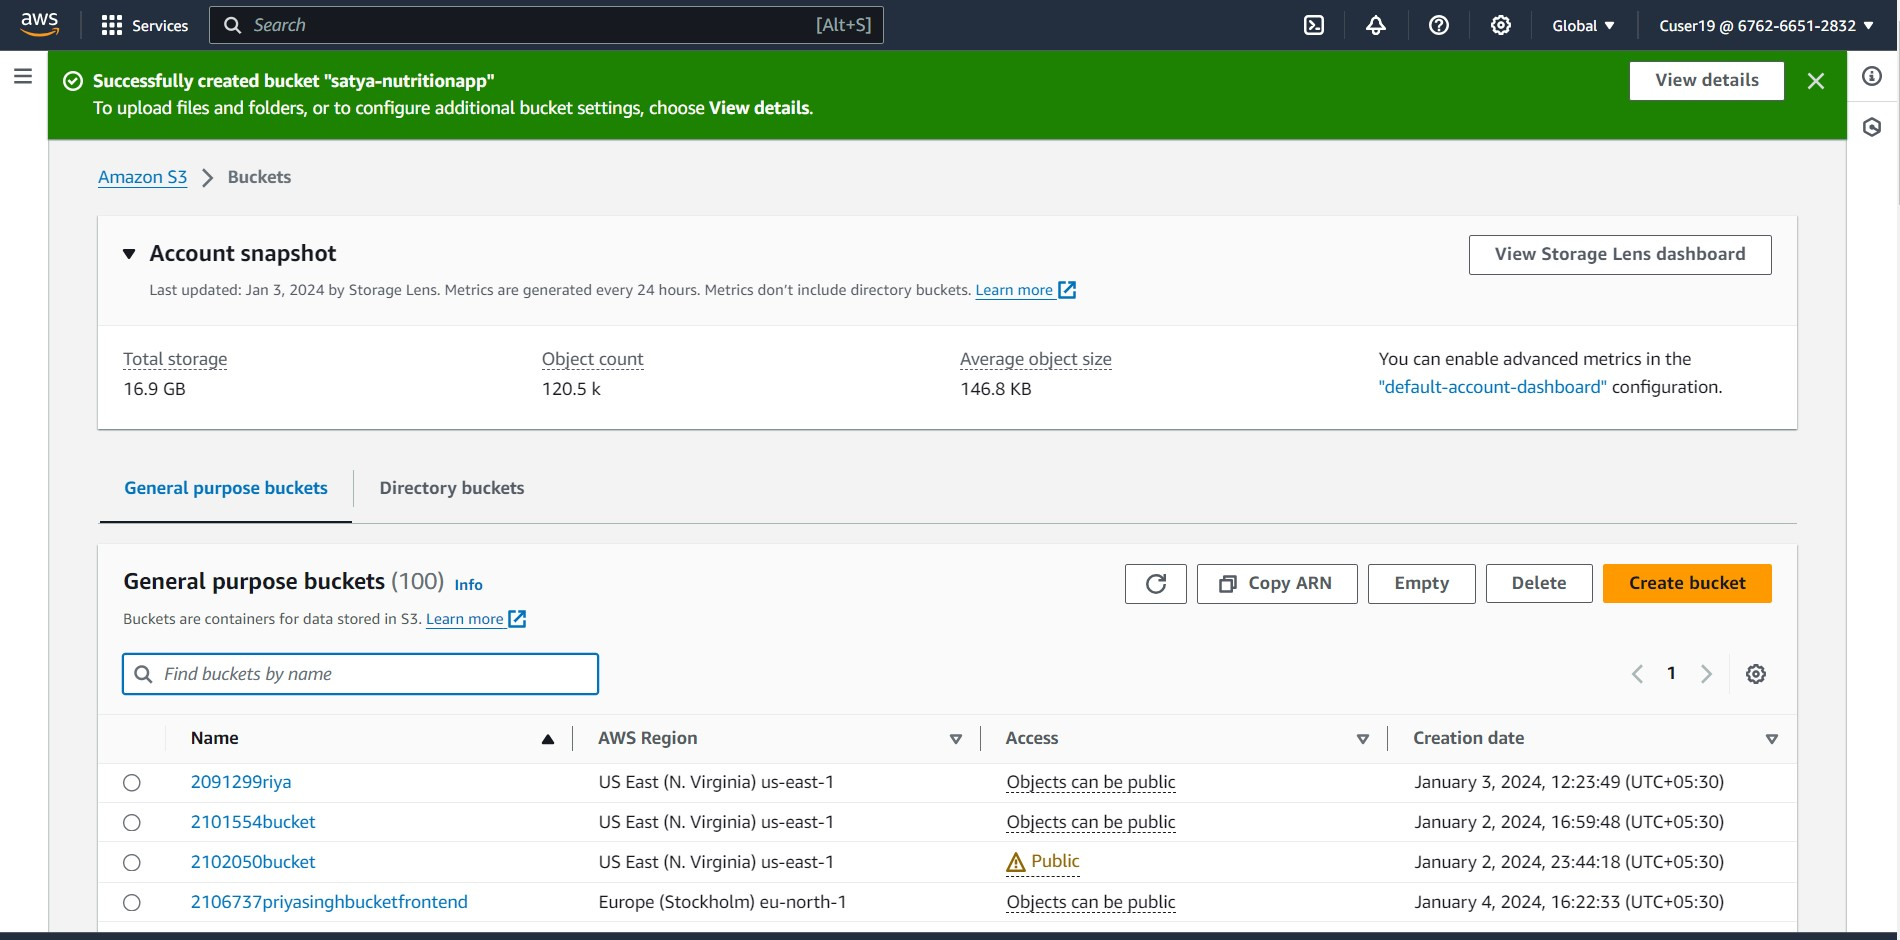 aws Services Search [Alt+S] Global Cuser19 @ 6762-6651-2832
Successfully created bucket "satya-nutritionapp"
To upload files and folders, or to configure additional bucket settings, choose View details.
View details
Amazon S3 Buckets
Account snapshot
View Storage Lens dashboard
Last updated: Jan 3, 2024 by Storage Lens. Metrics are generated every 24 hours. Metrics don't include directory buckets. Learn more
Total storage
16.9 GB
Object count
120.5 k
Average object size
146.8 KB
You can enable advanced metrics in the
"default-account-dashboard" configuration.
General purpose buckets Directory buckets
General purpose buckets (100) Info
Copy ARN Empty Delete Create bucket
Buckets are containers for data stored in S3. Learn more
Find buckets by name
1
Name AWS Region Access Creation date
2091299riya US East (N. Virginia) us-east-1 Objects can be public January 3, 2024, 12:23:49 (UTC+05:30)
2101554bucket US East (N. Virginia) us-east-1 Objects can be public January 2, 2024, 16:59:48 (UTC+05:30)
2102050bucket US East (N. Virginia) us-east-1 Public January 2, 2024, 23:44:18 (UTC+05:30)
2106737priyasinghbucketfrontend Europe (Stockholm) eu-north-1 Objects can be public January 4, 2024, 16:22:33 (UTC+05:30)